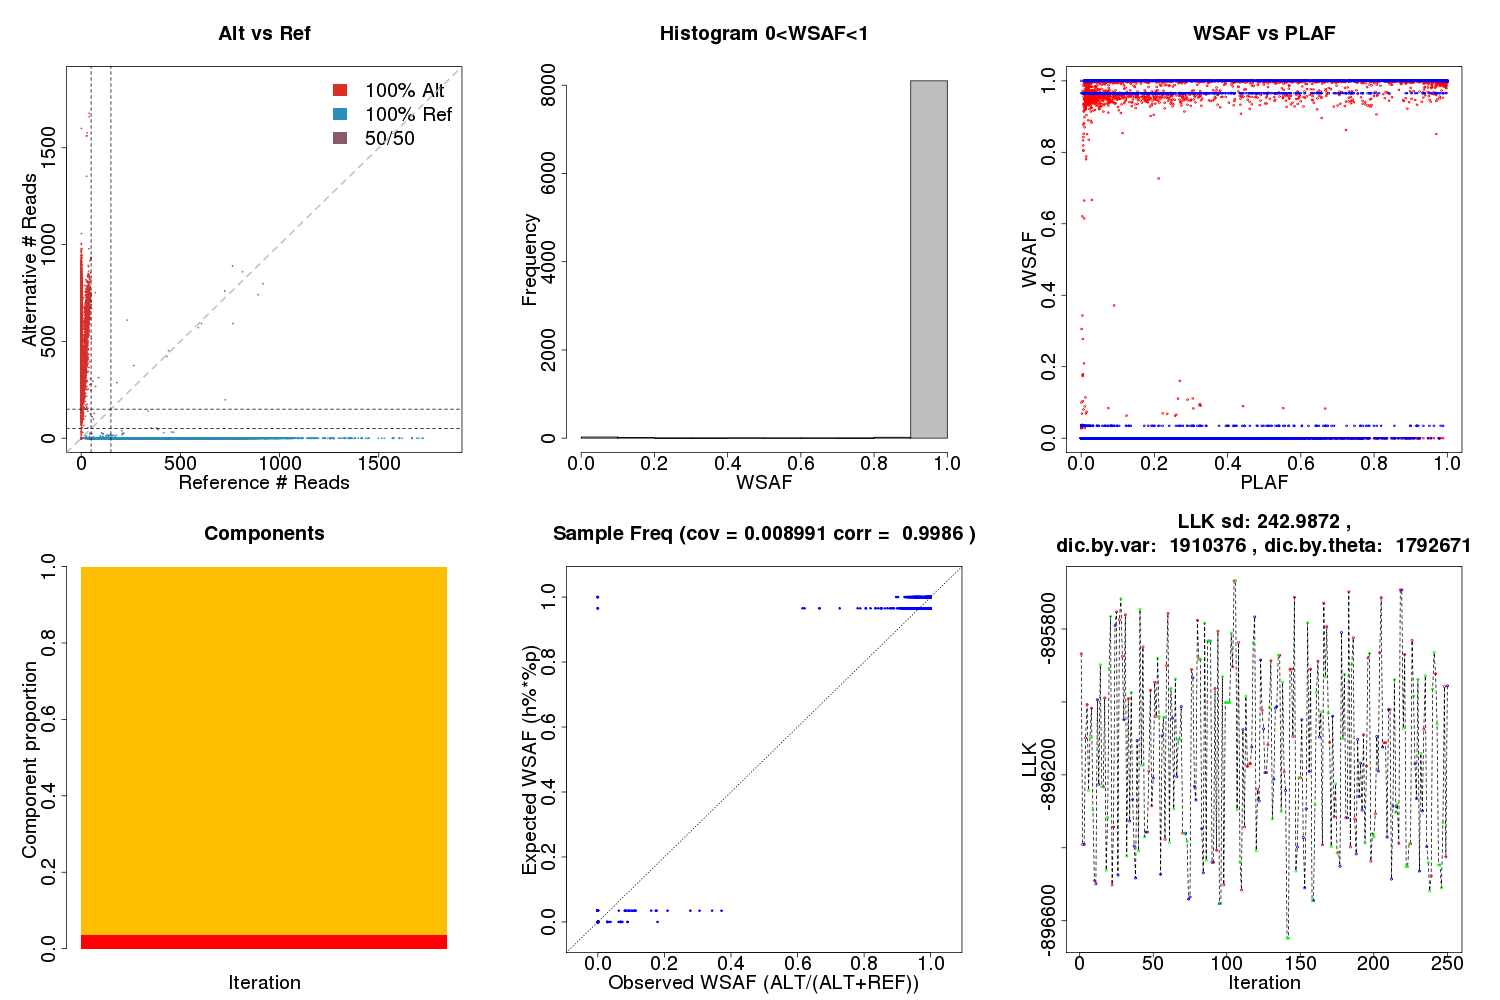 Alt vs Ref
100% Alt
100% Ref
50/50
Alternative # Reads
0 500 1000 1500
0 500 1000 1500
Reference # Reads
Histogram 0<WSAF<1
Frequency
0 2000 4000 6000 8000
0.0 0.2 0.4 0.6 0.8 1.0
WSAF
WSAF vs PLAF
WSAF
0.0 0.2 0.4 0.6 0.8 1.0
0.0 0.2 0.4 0.6 0.8 1.0
PLAF
Components
Component proportion
0.0 0.2 0.4 0.6 0.8 1.0
Iteration
Sample Freq (cov = 0.008991 corr = 0.9986 )
Expected WSAF (h%*%p)
0.0 0.2 0.4 0.6 0.8 1.0
0.0 0.2 0.4 0.6 0.8 1.0
Observed WSAF (ALT/(ALT+REF))
LLK sd: 242.9872 ,
dic.by.var: 1910376 , dic.by.theta: 1792671
LLK
-896600 -896200 -895800
0 50 100 150 200 250
Iteration